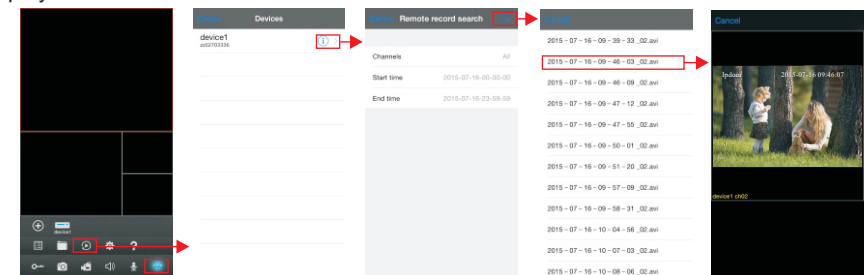 device1
Devices
device1
zc02703336
Remote record search
Channels
All
Start time
2015-07-16-00-00-00
End time
2015-07-16-23-59-59
Cancel
2015 – 07 – 16 – 09 – 39 – 33 _02.avi
2015 – 07 – 16 – 09 – 46 – 03 _02.avi
2015 – 07 – 16 – 09 – 46 – 09 _02.avi
2015 – 07 – 16 – 09 – 47 – 12 _02.avi
2015 – 07 – 16 – 09 – 47 – 55 _02.avi
2015 – 07 – 16 – 09 – 50 – 01 _02.avi
2015 – 07 – 16 – 09 – 51 – 20 _02.avi
2015 – 07 – 16 – 09 – 57 – 09 _02.avi
2015 – 07 – 16 – 09 – 58 – 31 _02.avi
2015 – 07 – 16 – 10 – 04 – 56 _02.avi
2015 – 07 – 16 – 10 – 07 – 03 _02.avi
2015 – 07 – 16 – 10 – 08 – 06 _02.avi
Cancel
Ipdoor
2015-07-16 09:46:07
device1 ch02